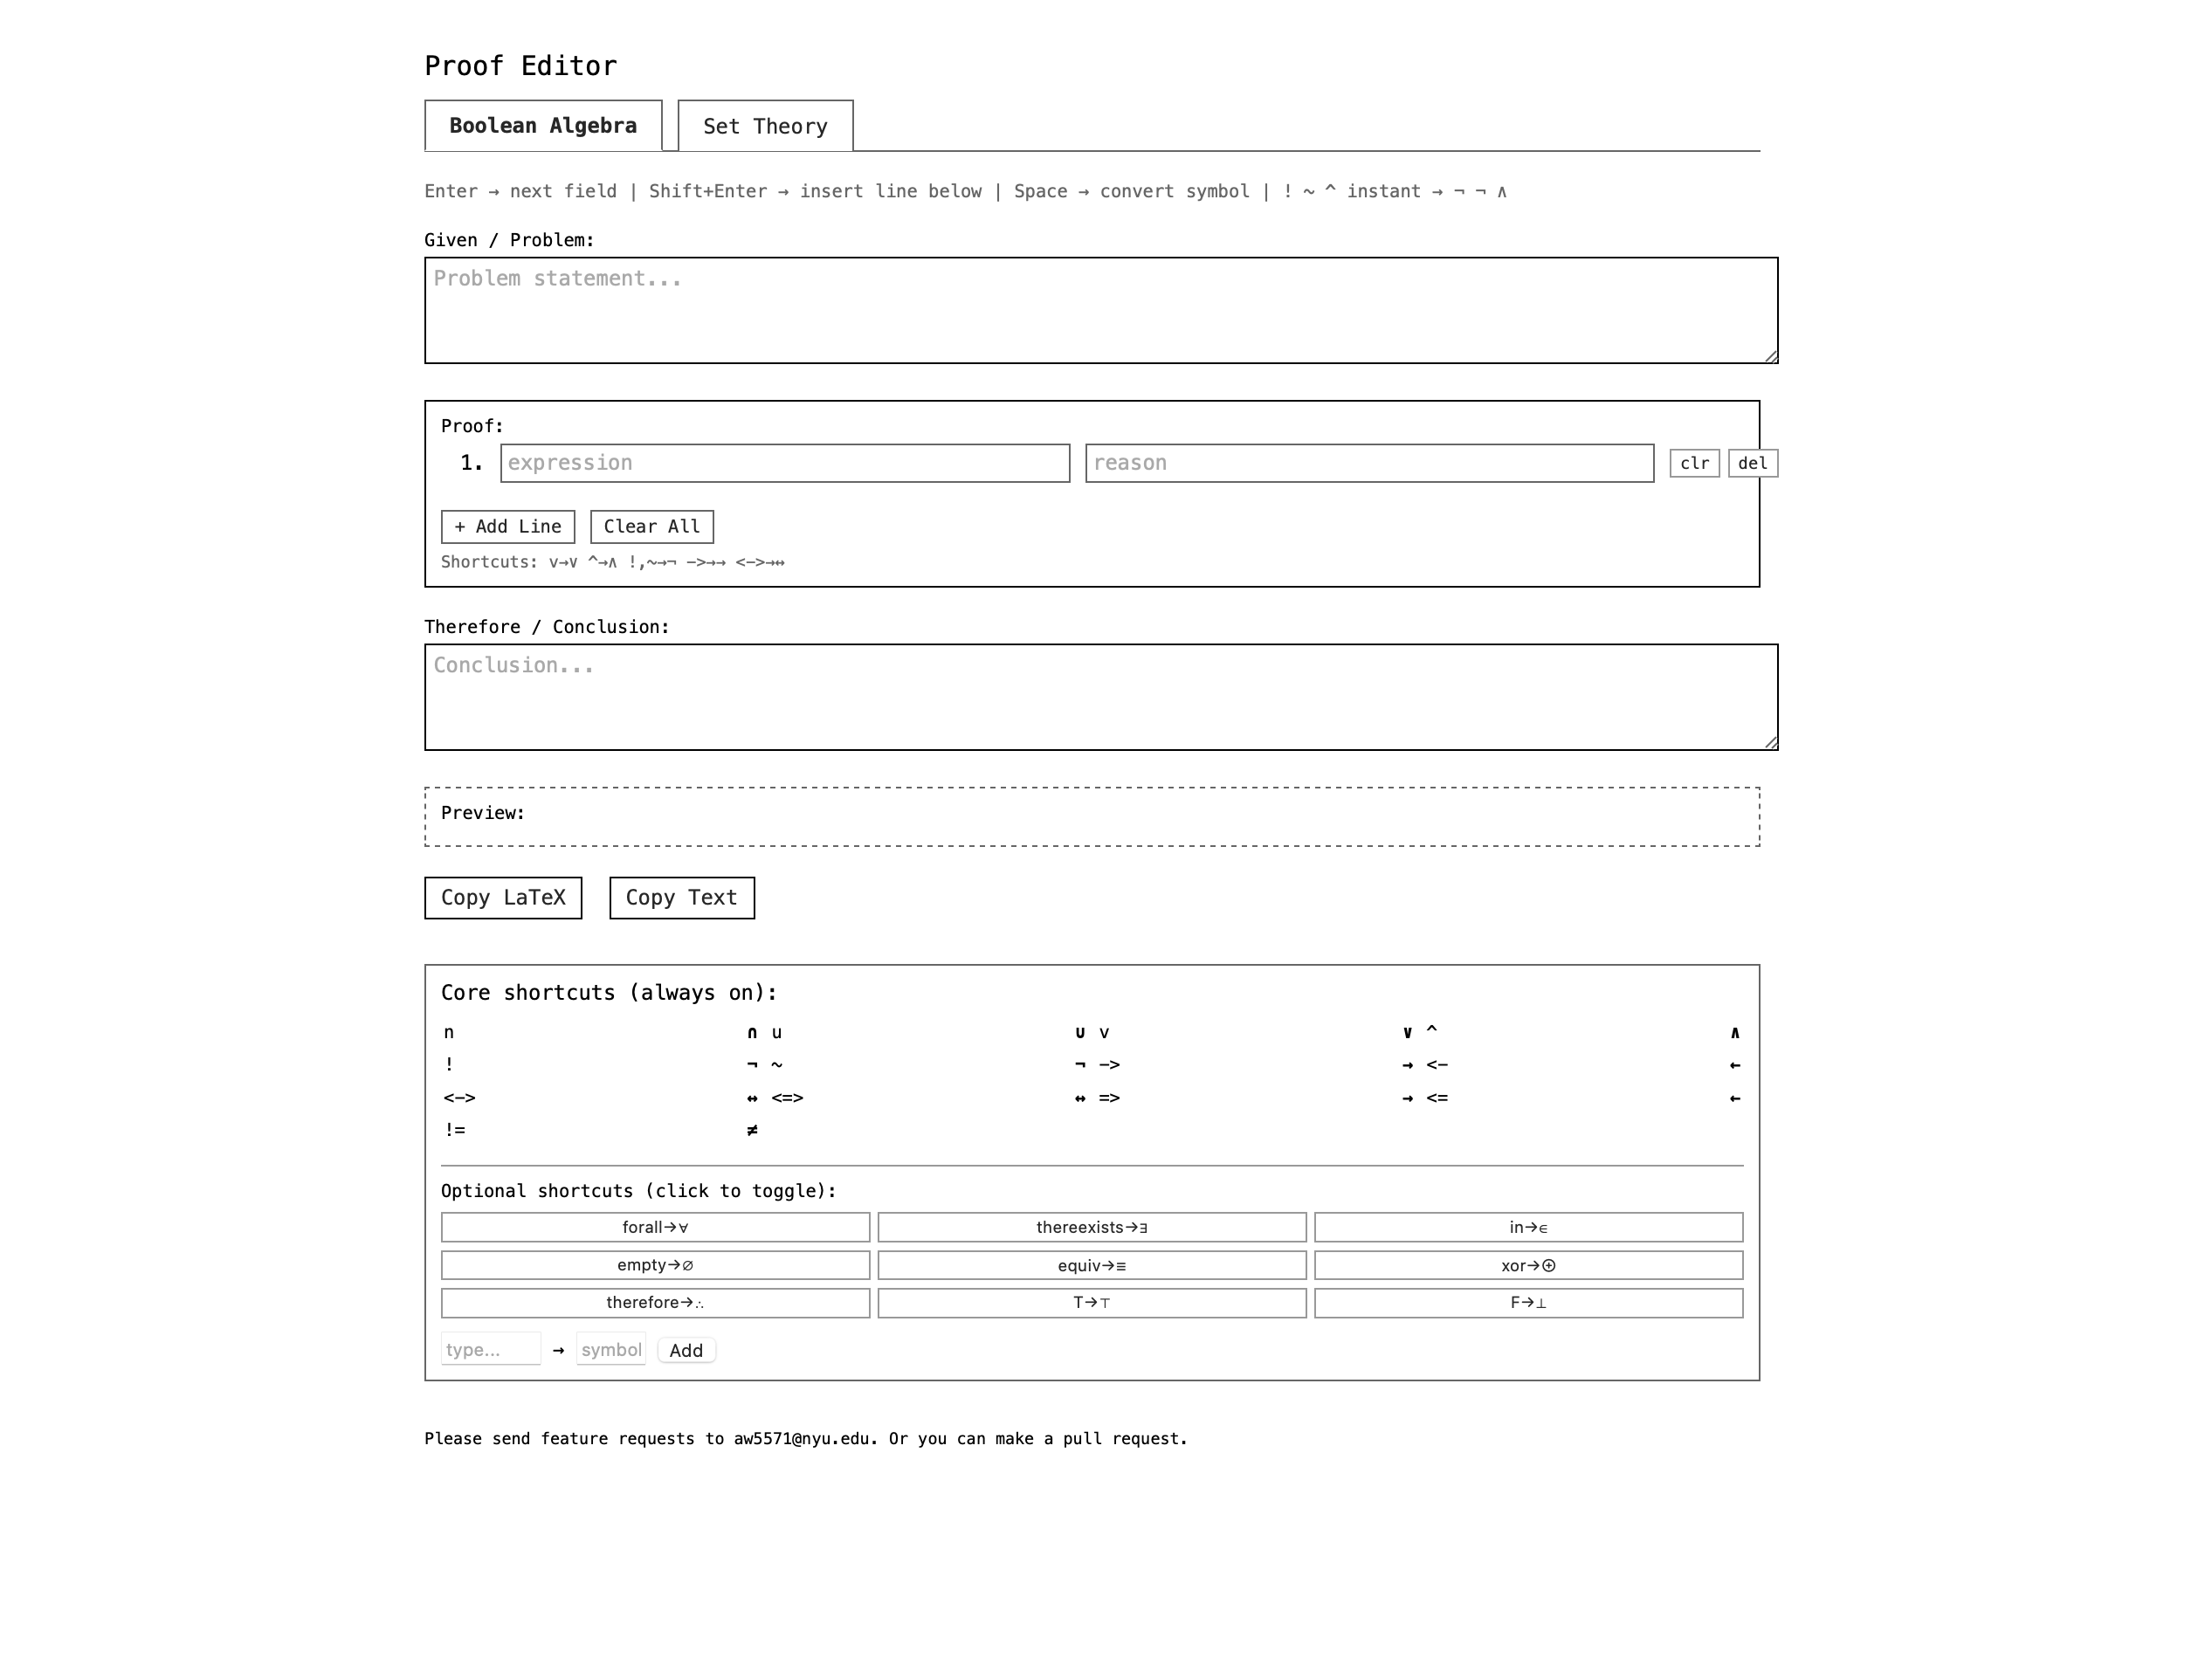 Proof Editor
Boolean Algebra Set Theory
Enter → next field | Shift+Enter → insert line below | Space → convert symbol | ! ~ ^ instant → ¬ ¬ ∧
Given / Problem:
Problem statement...
Proof:
1. expression reason clr del
+ Add Line Clear All
Shortcuts: v→∨ ^→∧ !,~→¬ ->→→ <->→↔
Therefore / Conclusion:
Conclusion...
Preview:
Copy LaTeX Copy Text
Core shortcuts (always on):
n ∩ u ∪ v ∨ ^ ∧
! ¬ ~ ¬ -> → <- ←
<-> ↔ <=> ↔ => → <= ←
!= ≠
Optional shortcuts (click to toggle):
forall→∀ thereexists→∃ in→∈
empty→∅ equiv→≡ xor→⊕
therefore→∴ T→⊤ F→⊥
type... → symbol Add
Please send feature requests to aw5571@nyu.edu. Or you can make a pull request.